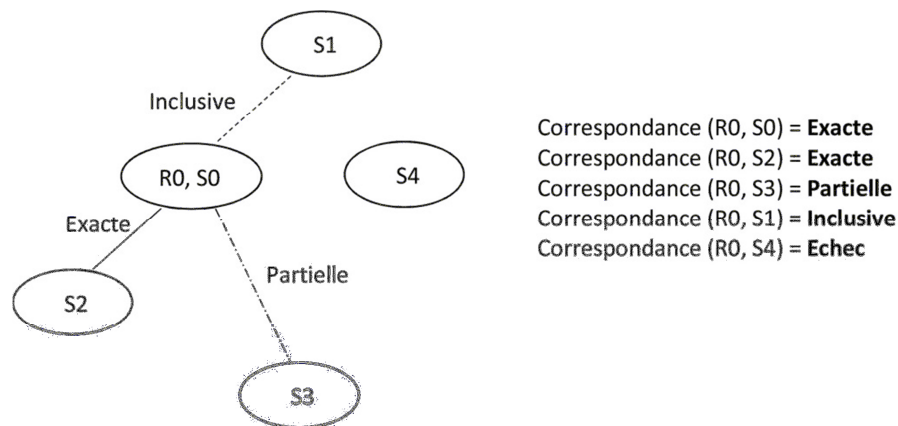 S1
Inclusive
R0, S0
S4
Exacte
Partielle
S2
S3
Correspondance (R0, S0) = Exacte
Correspondance (R0, S2) = Exacte
Correspondance (R0, S3) = Partielle
Correspondance (R0, S1) = Inclusive
Correspondance (R0, S4) = Echec